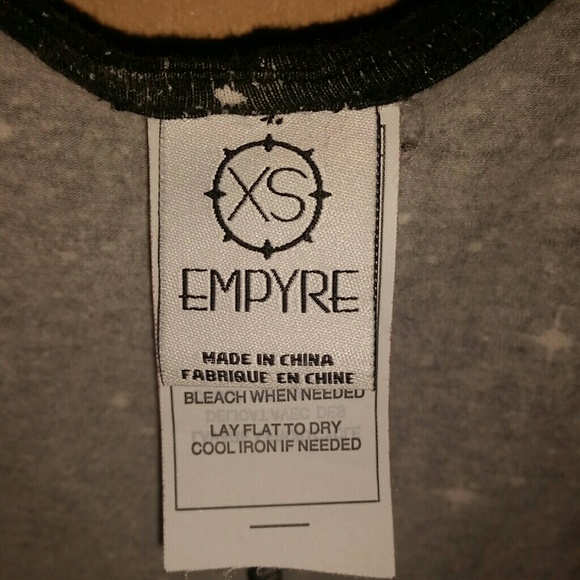 XS
EMPYRE
MADE IN CHINA
FABRIQUE EN CHINE
BLEACH WHEN NEEDED
LAY FLAT TO DRY
COOL IRON IF NEEDED